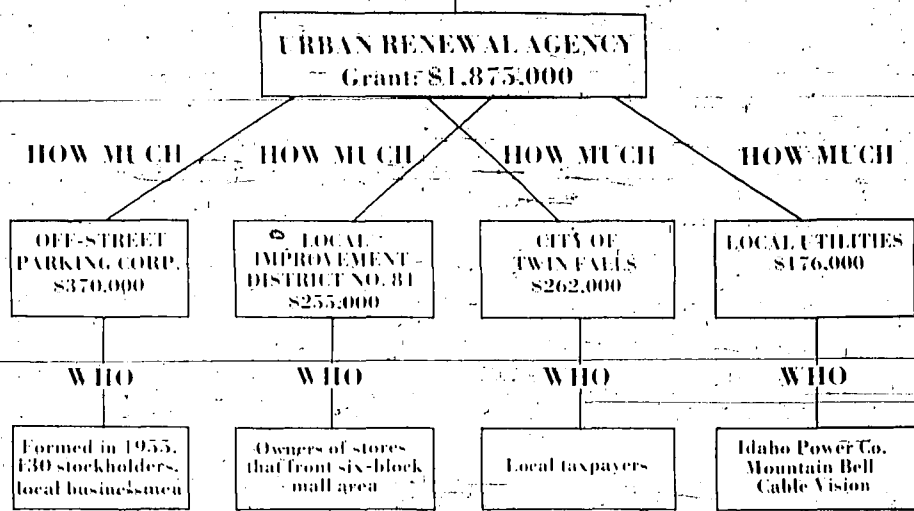 URBAN RENEWAL AGENCY
Grant: $1,875,000
HOW MUCH HOW MUCH HOW MUCH HOW MUCH
OFF-STREET
PARKING CORP.
$370,000
LOCAL
IMPROVEMENT
DISTRICT NO. 81
$255,000
CITY OF
TWIN FALLS
$262,000
LOCAL UTILITIES
$176,000
WHO WHO WHO WHO
Formed in 1955,
130 stockholders,
local businessmen
Owners of stores
that front six-block
mall area
Local taxpayers
Idaho Power Co.
Mountain Bell
Cable Vision